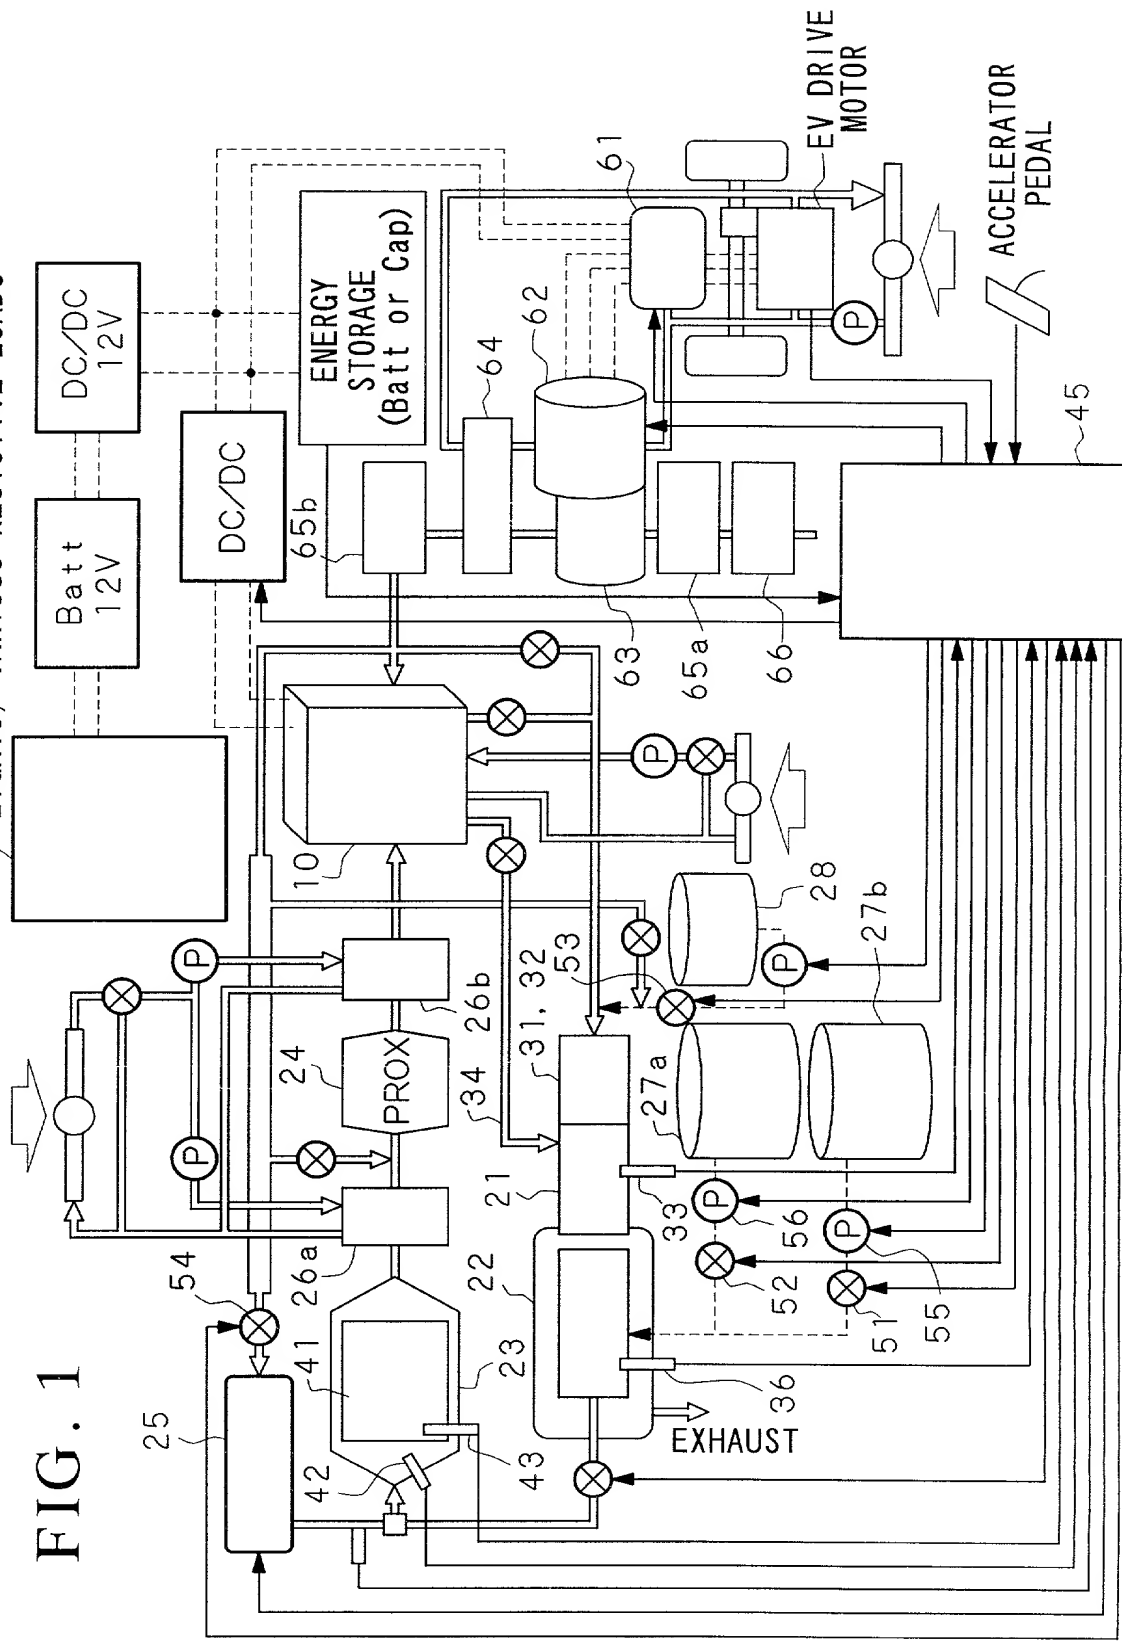 FIG. 1
DC/DC
12V
Batt
12V
DC/DC
ENERGY
STORAGE
(Batt or Cap)
65b
64
62
61
EV DRIVE
MOTOR
ACCELERATOR
PEDAL
45
63
65a
66
10
P
P
P
P
P
P
P
26b
24
PROX
34
31, 32
53
28
27b
27a
26a
54
25
41
42
43
23
22
21
33
56
52
51
55
36
EXHAUST